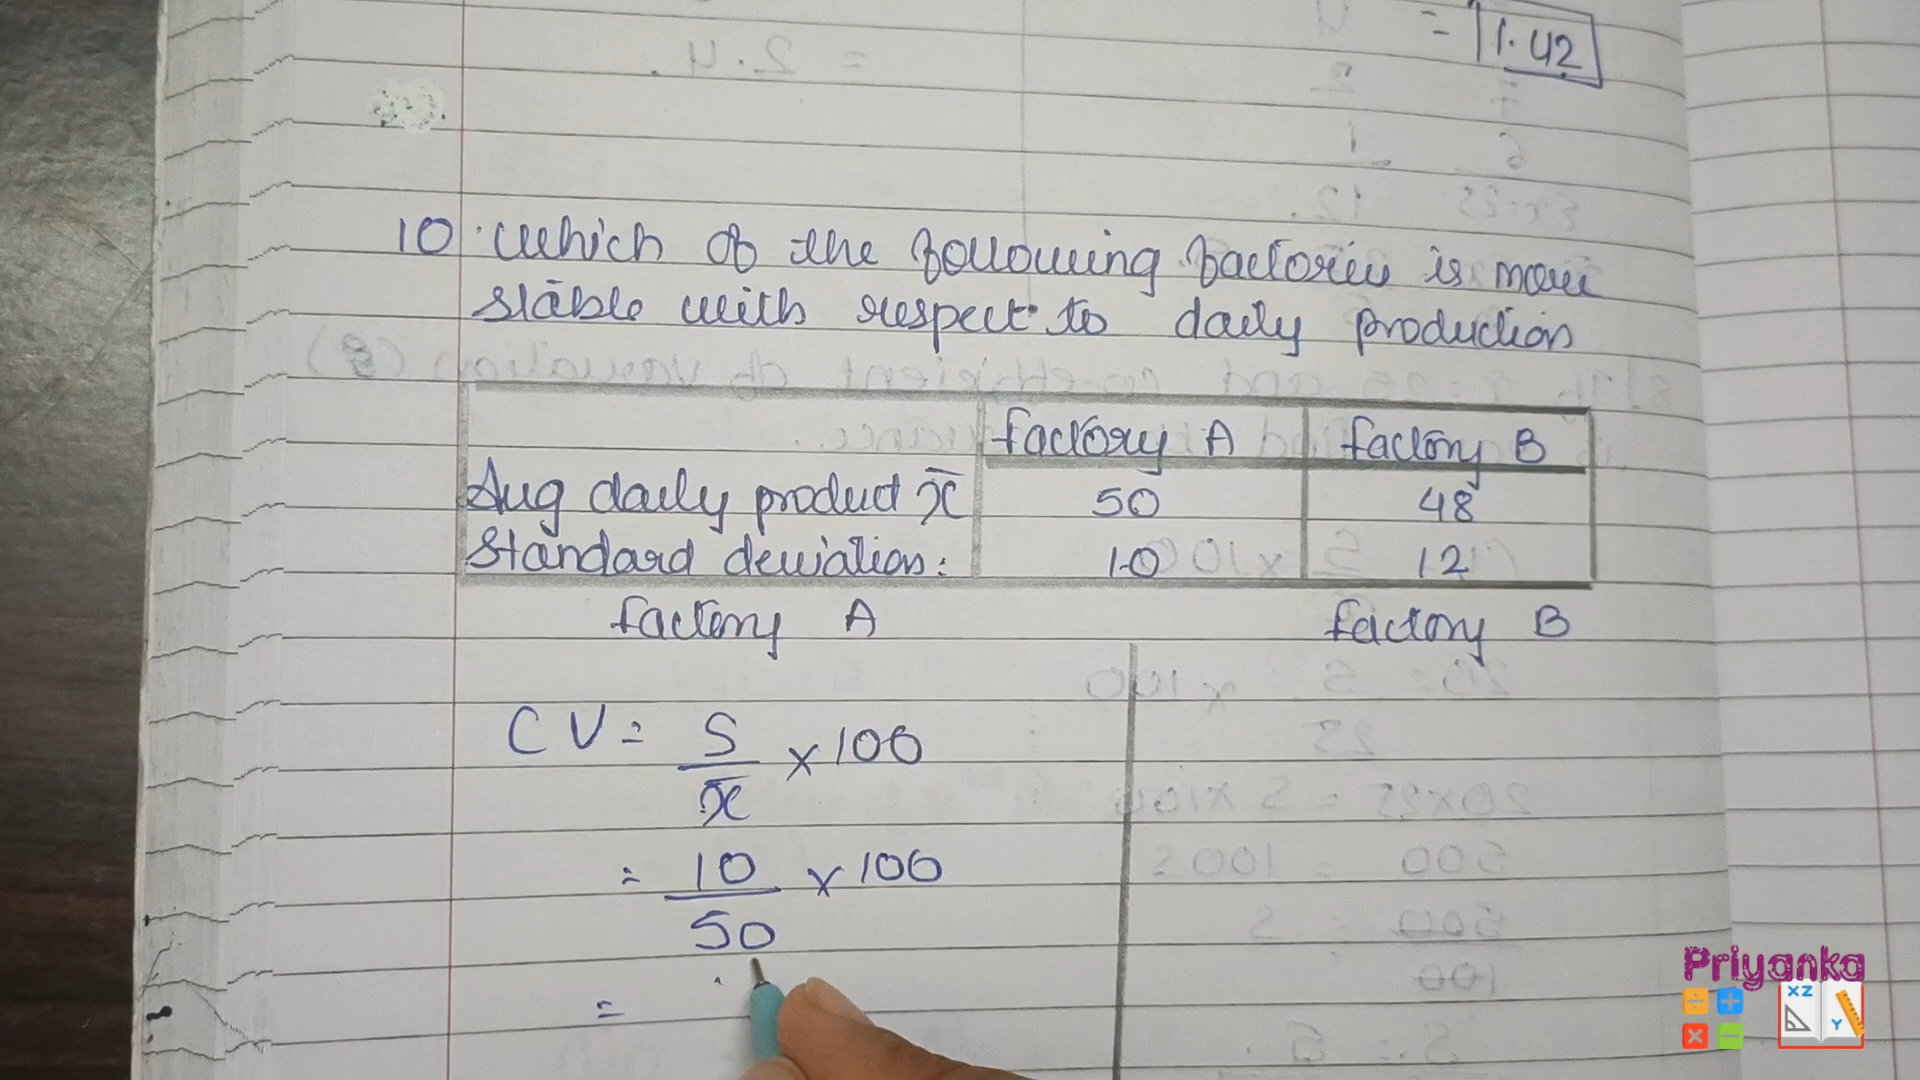 = 1.42
10. which of the following factories is more
stable with respect to daily production
factory A factory B
Avg daily product x̄ 50 48
Standard deviation: 10 12
factory A factory B
CV = S/x̄ × 100
= 10/50 × 100
=
Priyanka
XZ
Y